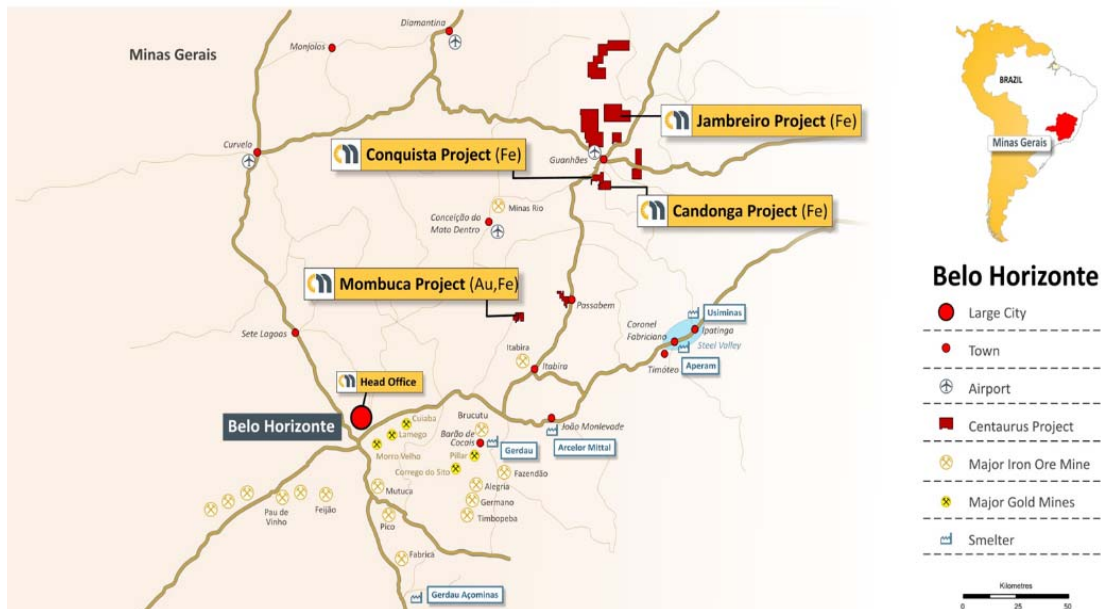 Minas Gerais
Diamantina
Monjolos
Jambreiro Project (Fe)
Conquista Project (Fe)
Curvelo
Guanhães
Candonga Project (Fe)
Minas Rio
Conceição do
Mato Dentro
Mombuca Project (Au,Fe)
Passabem
Sete Lagoas
Usiminas
Coronel
Fabriciano
Ipatinga
Steel Valley
Timóteo
Aperam
Itabira
Itabira
Head Office
Belo Horizonte
Cuiaba
Lamego
Morro Velho
Brucutu
Barão de
Cocais
Pillar
Corrego do Sito
Gerdau
João Monlevade
Arcelor Mittal
Fazendão
Alegria
Germano
Timbopeba
Mutuca
Pau de
Vinho
Feijão
Pico
Fabrica
Gerdau Açominas
BRAZIL
Minas Gerais
Belo Horizonte
Large City
Town
Airport
Centaurus Project
Major Iron Ore Mine
Major Gold Mines
Smelter
Kilometres
0 25 50